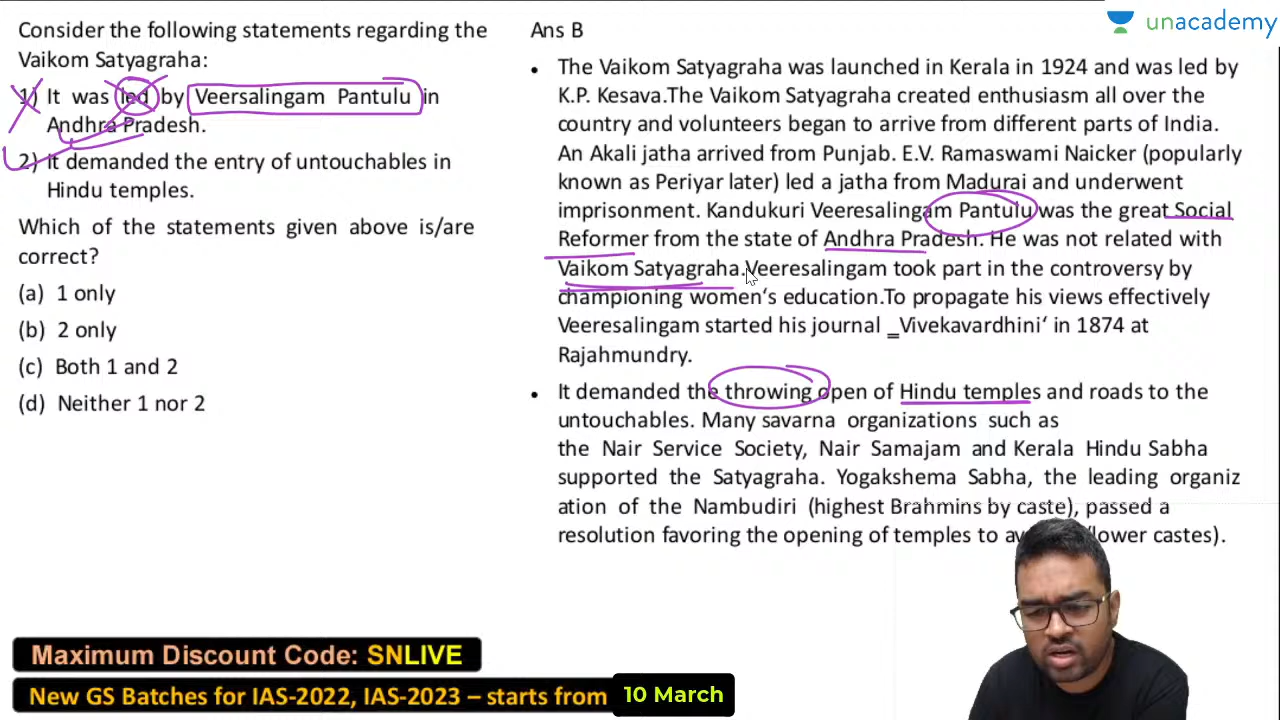 unacademy
Consider the following statements regarding the
Vaikom Satyagraha:
1) It was led by Veersalingam Pantulu in
Andhra Pradesh.
2) It demanded the entry of untouchables in
Hindu temples.
Which of the statements given above is/are
correct?
(a) 1 only
(b) 2 only
(c) Both 1 and 2
(d) Neither 1 nor 2
Ans B
• The Vaikom Satyagraha was launched in Kerala in 1924 and was led by
K.P. Kesava.The Vaikom Satyagraha created enthusiasm all over the
country and volunteers began to arrive from different parts of India.
An Akali jatha arrived from Punjab. E.V. Ramaswami Naicker (popularly
known as Periyar later) led a jatha from Madurai and underwent
imprisonment. Kandukuri Veeresalingam Pantulu was the great Social
Reformer from the state of Andhra Pradesh. He was not related with
Vaikom Satyagraha.Veeresalingam took part in the controversy by
championing women‘s education.To propagate his views effectively
Veeresalingam started his journal ‗Vivekavardhini‘ in 1874 at
Rajahmundry.
• It demanded the throwing open of Hindu temples and roads to the
untouchables. Many savarna organizations such as
the Nair Service Society, Nair Samajam and Kerala Hindu Sabha
supported the Satyagraha. Yogakshema Sabha, the leading organiz
ation of the Nambudiri (highest Brahmins by caste), passed a
resolution favoring the opening of temples to (lower castes).
Maximum Discount Code: SNLIVE
New GS Batches for IAS-2022, IAS-2023 – starts from 10 March